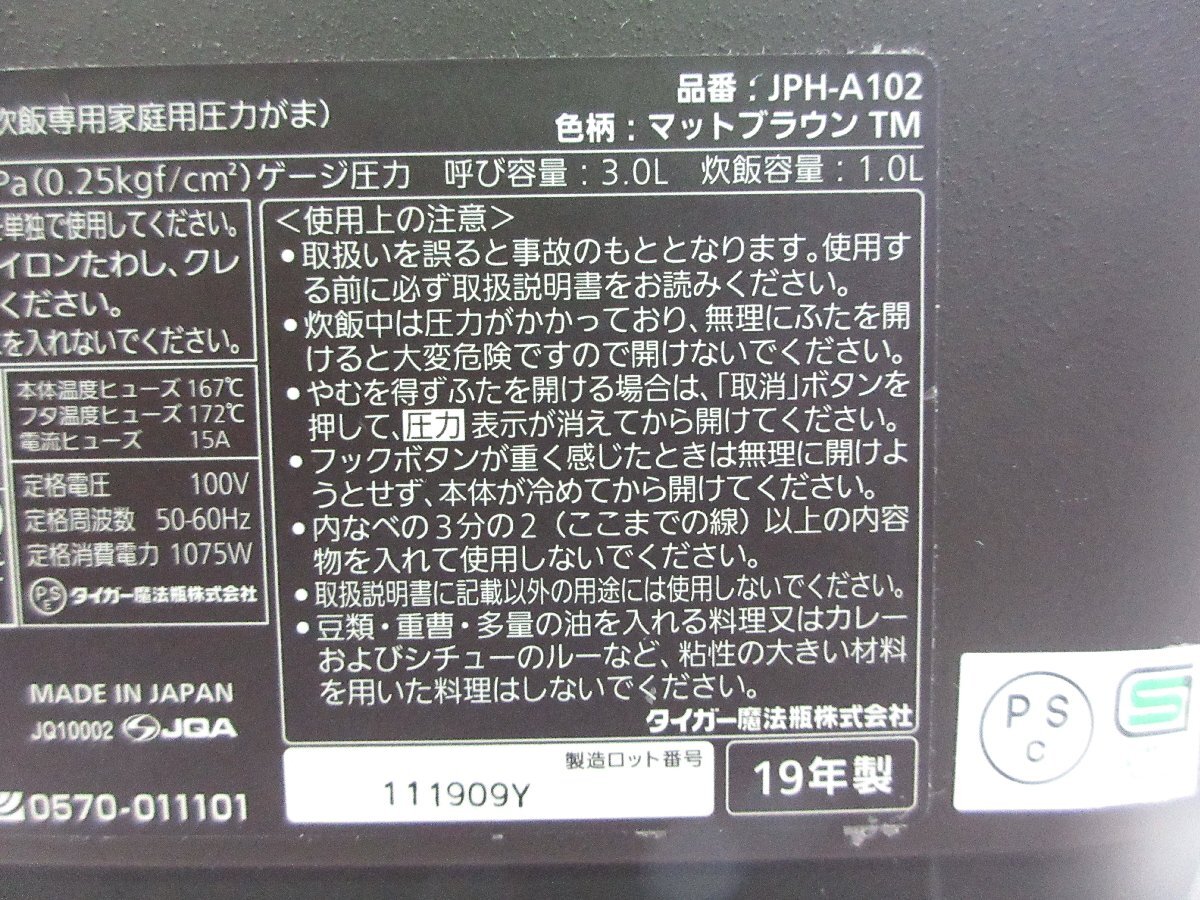 品番：JPH-A102
炊飯専用家庭用圧力がま）
色柄：マットブラウン TM
Pa(0.25kgf/cm²)ゲージ圧力 呼び容量：3.0L 炊飯容量：1.0L
単独で使用してください。
イロンたわし、クレ
ください。
を入れないでください。
本体温度ヒューズ 167℃
フタ温度ヒューズ 172℃
電流ヒューズ 15A
定格電圧 100V
定格周波数 50-60Hz
定格消費電力 1075W
PSE タイガー魔法瓶株式会社
MADE IN JAPAN
JQ10002 JQA
0570-011101
＜使用上の注意＞
●取扱いを誤ると事故のもととなります。使用す
る前に必ず取扱説明書をお読みください。
●炊飯中は圧力がかかっており、無理にふたを開
けると大変危険ですので開けないでください。
●やむを得ずふたを開ける場合は、「取消」ボタンを
押して、圧力 表示が消えてから開けてください。
●フックボタンが重く感じたときは無理に開けよ
うとせず、本体が冷めてから開けてください。
●内なべの3分の2（ここまでの線）以上の内容
物を入れて使用しないでください。
●取扱説明書に記載以外の用途には使用しないでください。
●豆類・重曹・多量の油を入れる料理又はカレー
およびシチューのルーなど、粘性の大きい材料
を用いた料理はしないでください。
タイガー魔法瓶株式会社
製造ロット番号
111909Y
19年製
PS
C
S